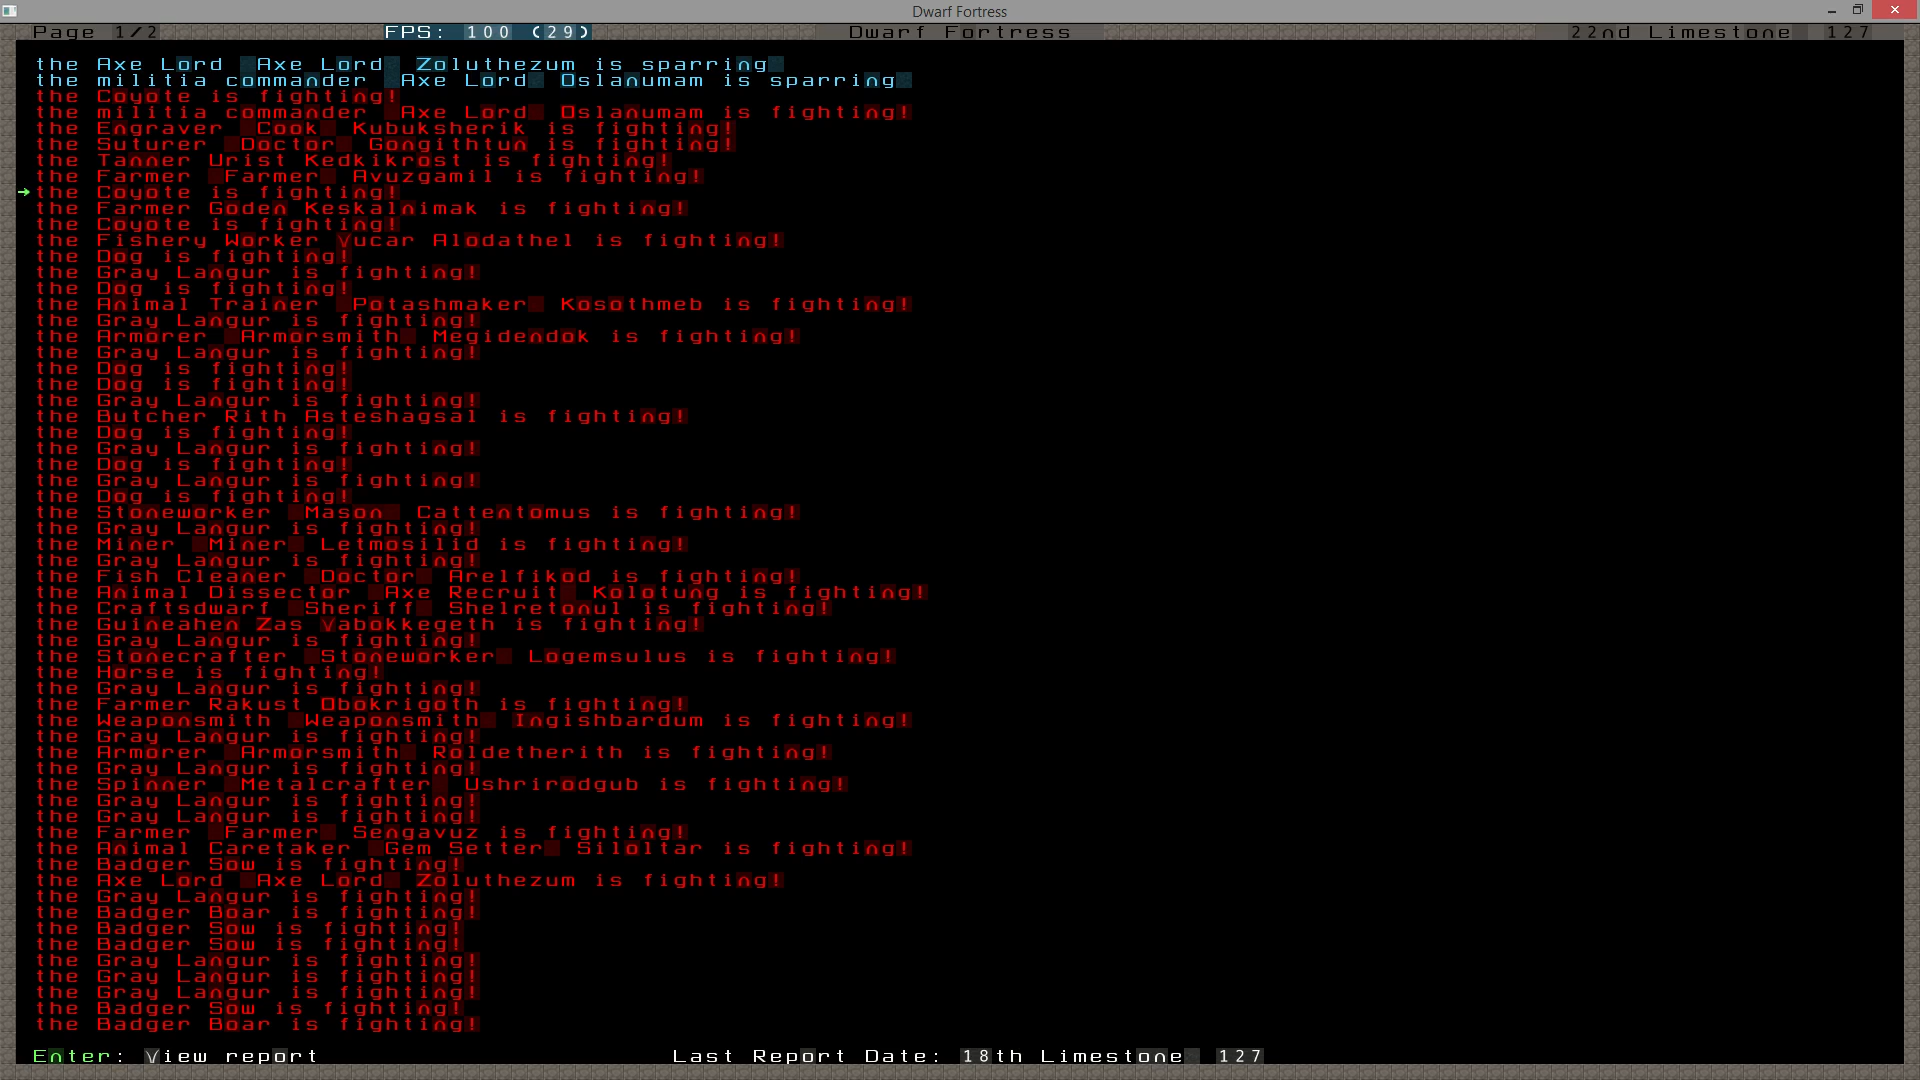 Dwarf Fortress
Page 1/2 FPS: 100 (29) Dwarf Fortress 22nd Limestone 127
the Axe Lord Axe Lord Zoluthezum is sparring
the militia commander Axe Lord Oslanumam is sparring
the Coyote is fighting!
the militia commander Axe Lord Oslanumam is fighting!
the Engraver Cook Kubuksherik is fighting!
the Suturer Doctor Gongithtun is fighting!
the Tanner Urist Kedkikrost is fighting!
the Farmer Farmer Avuzgamil is fighting!
→the Coyote is fighting!
the Farmer Goden Keskalnimak is fighting!
the Coyote is fighting!
the Fishery Worker Vucar Alodathel is fighting!
the Dog is fighting!
the Gray Langur is fighting!
the Dog is fighting!
the Animal Trainer Potashmaker Kosothmeb is fighting!
the Gray Langur is fighting!
the Armorer Armorsmith Megidendok is fighting!
the Gray Langur is fighting!
the Dog is fighting!
the Dog is fighting!
the Gray Langur is fighting!
the Butcher Rith Asteshagsal is fighting!
the Dog is fighting!
the Gray Langur is fighting!
the Dog is fighting!
the Gray Langur is fighting!
the Dog is fighting!
the Stoneworker Mason Cattentomus is fighting!
the Gray Langur is fighting!
the Miner Miner Letmosilid is fighting!
the Gray Langur is fighting!
the Fish Cleaner Doctor Arelfikod is fighting!
the Animal Dissector Axe Recruit Kolotung is fighting!
the Craftsdwarf Sheriff Shelretonul is fighting!
the Guineahen Zas Vabokkegeth is fighting!
the Gray Langur is fighting!
the Stonecrafter Stoneworker Logemsulus is fighting!
the Horse is fighting!
the Gray Langur is fighting!
the Farmer Rakust Obokrigoth is fighting!
the Weaponsmith Weaponsmith Ingishbardum is fighting!
the Gray Langur is fighting!
the Armorer Armorsmith Roldetherith is fighting!
the Gray Langur is fighting!
the Spinner Metalcrafter Ushrirodgub is fighting!
the Gray Langur is fighting!
the Gray Langur is fighting!
the Farmer Farmer Sengavuz is fighting!
the Animal Caretaker Gem Setter Siloltar is fighting!
the Badger Sow is fighting!
the Axe Lord Axe Lord Zoluthezum is fighting!
the Gray Langur is fighting!
the Badger Boar is fighting!
the Badger Sow is fighting!
the Badger Sow is fighting!
the Gray Langur is fighting!
the Gray Langur is fighting!
the Gray Langur is fighting!
the Badger Sow is fighting!
the Badger Boar is fighting!
Enter: View report Last Report Date: 18th Limestone 127